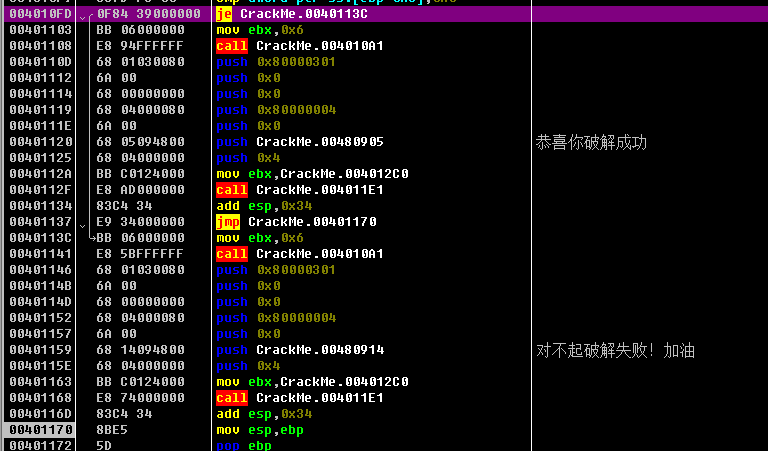 004010FD 0F84 39000000 je CrackMe.0040113C
00401103 BB 06000000 mov ebx,0x6
00401108 E8 94FFFFFF call CrackMe.004010A1
0040110D 68 01030080 push 0x80000301
00401112 6A 00 push 0x0
00401114 68 00000000 push 0x0
00401119 68 04000080 push 0x80000004
0040111E 6A 00 push 0x0
00401120 68 05094800 push CrackMe.00480905 恭喜你破解成功
00401125 68 04000000 push 0x4
0040112A BB C0124000 mov ebx,CrackMe.004012C0
0040112F E8 AD000000 call CrackMe.004011E1
00401134 83C4 34 add esp,0x34
00401137 E9 34000000 jmp CrackMe.00401170
0040113C BB 06000000 mov ebx,0x6
00401141 E8 5BFFFFFF call CrackMe.004010A1
00401146 68 01030080 push 0x80000301
0040114B 6A 00 push 0x0
0040114D 68 00000000 push 0x0
00401152 68 04000080 push 0x80000004
00401157 6A 00 push 0x0
00401159 68 14094800 push CrackMe.00480914 对不起破解失败！加油
0040115E 68 04000000 push 0x4
00401163 BB C0124000 mov ebx,CrackMe.004012C0
00401168 E8 74000000 call CrackMe.004011E1
0040116D 83C4 34 add esp,0x34
00401170 8BE5 mov esp,ebp
00401172 5D pop ebp